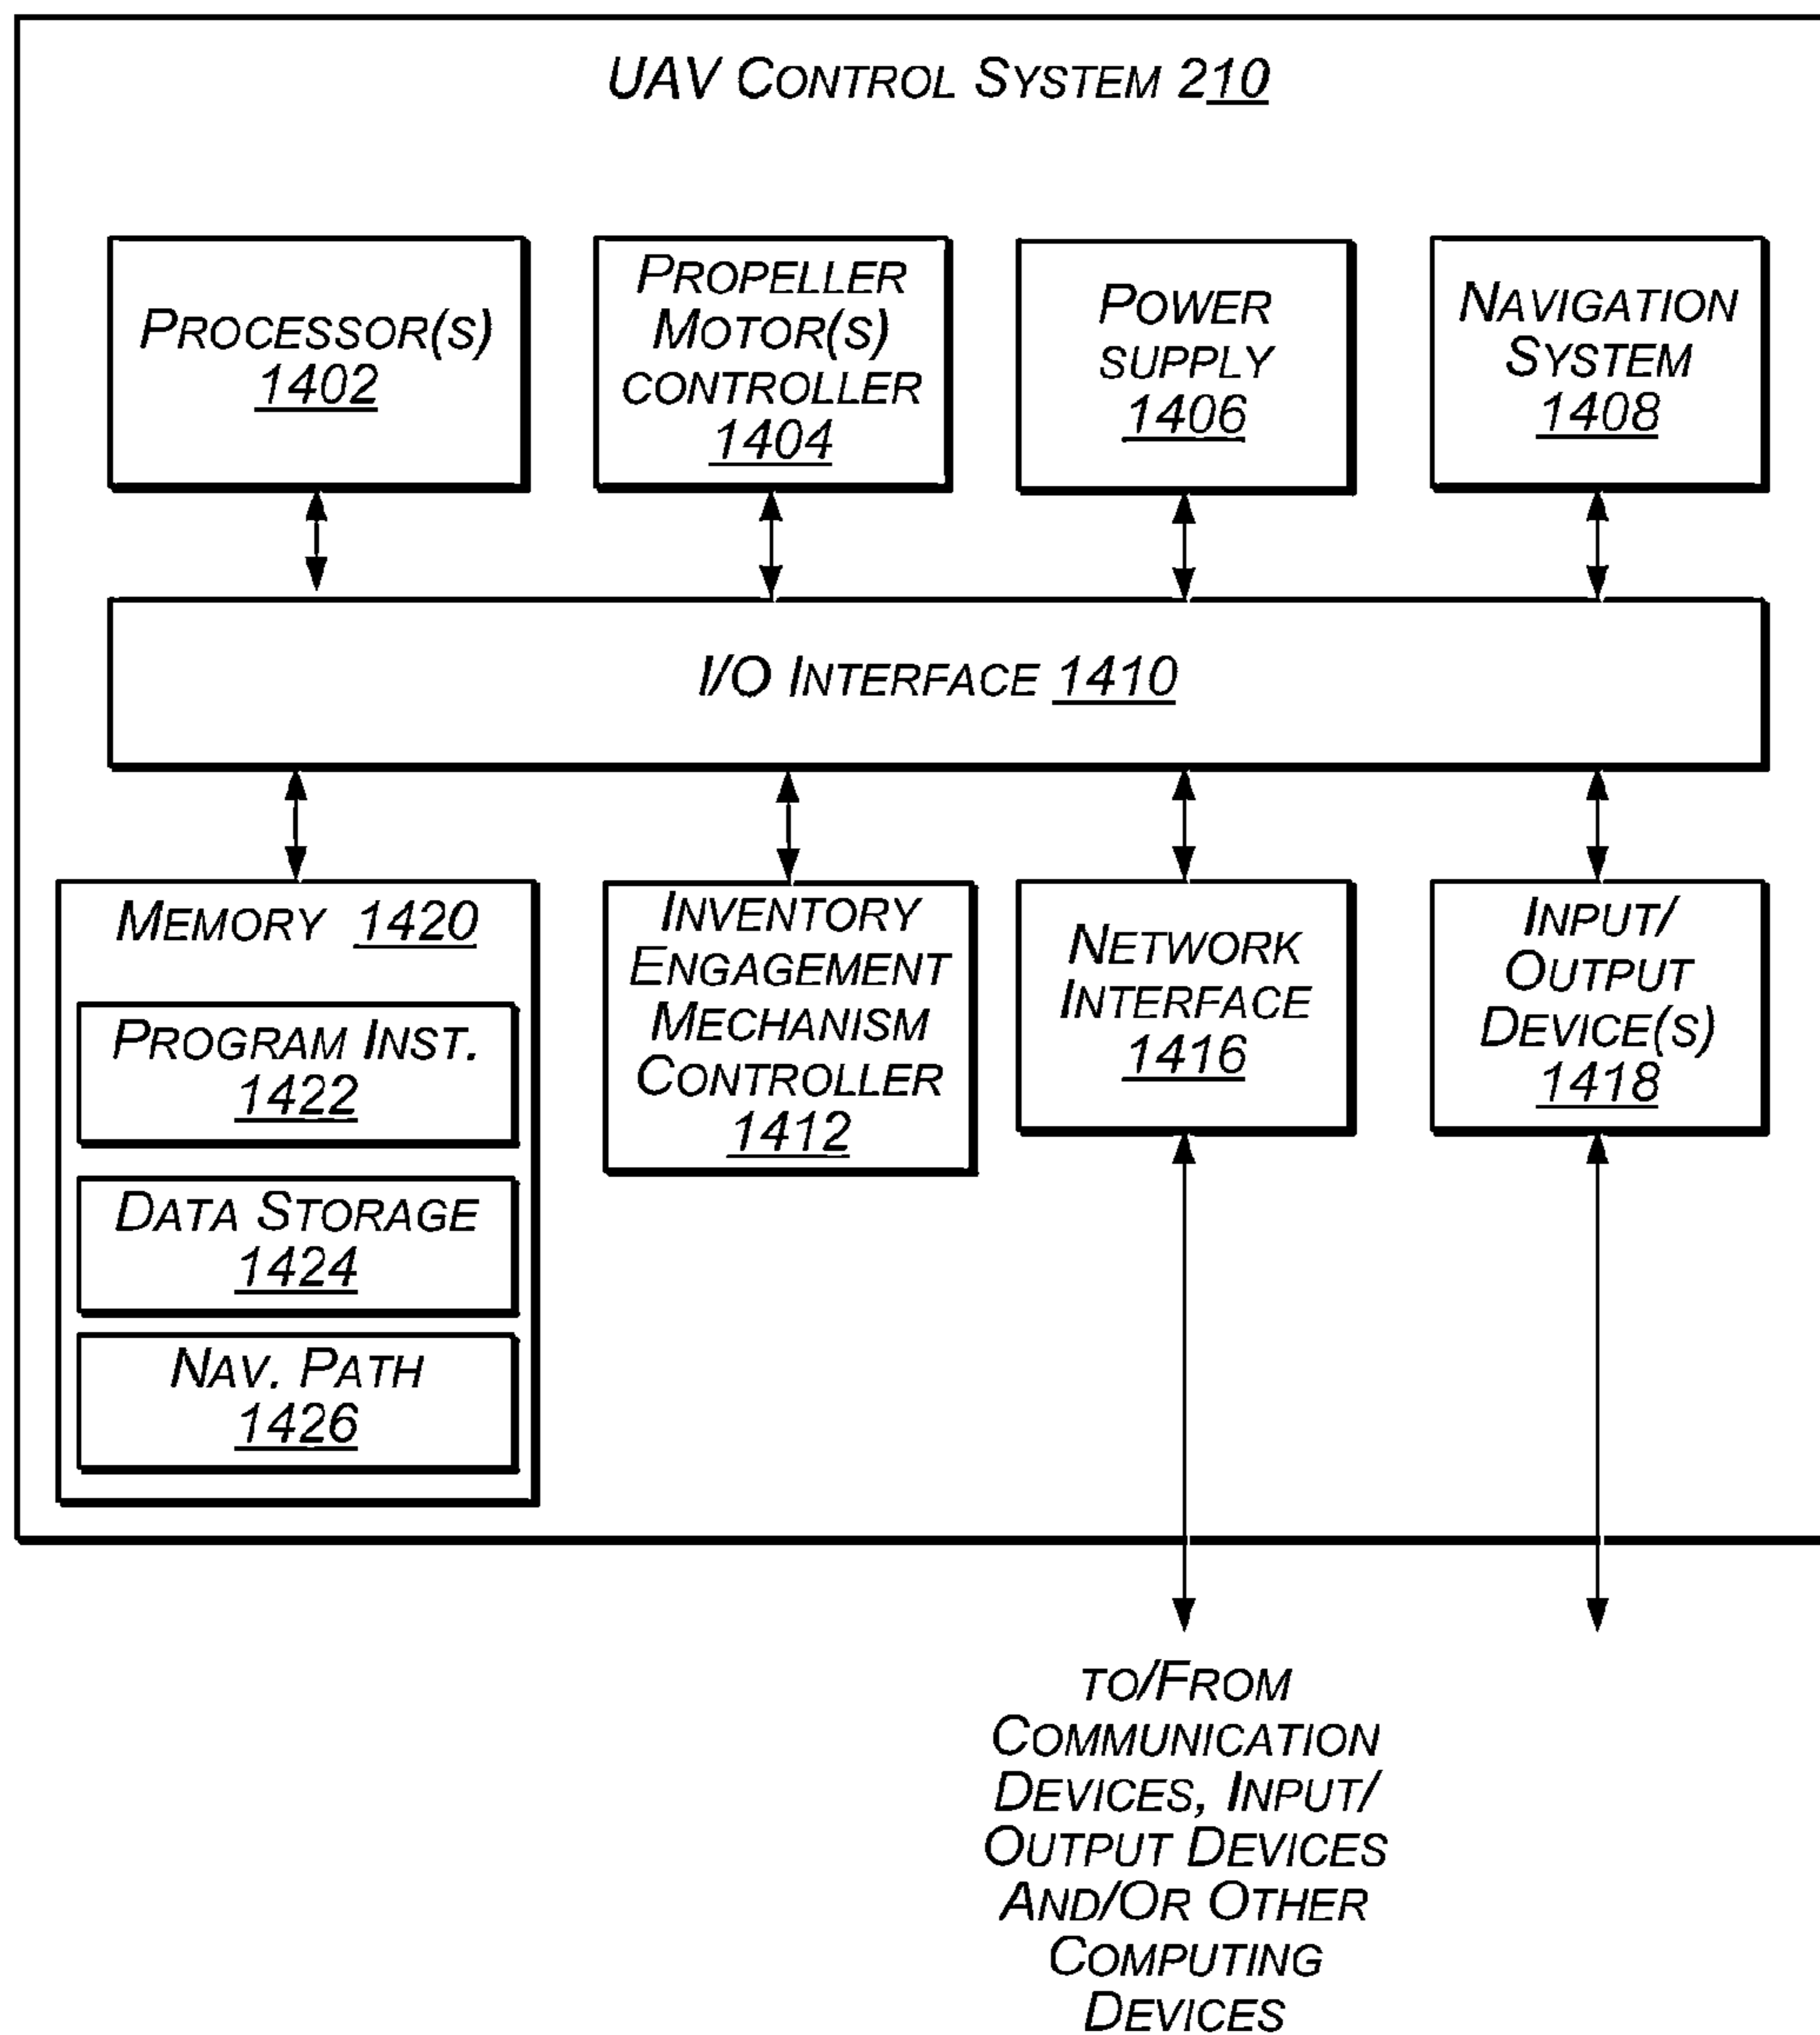 UAV CONTROL SYSTEM 210
PROCESSOR(S)
1402
PROPELLER
MOTOR(S)
CONTROLLER
1404
POWER
SUPPLY
1406
NAVIGATION
SYSTEM
1408
I/O INTERFACE 1410
MEMORY 1420
PROGRAM INST.
1422
DATA STORAGE
1424
NAV. PATH
1426
INVENTORY
ENGAGEMENT
MECHANISM
CONTROLLER
1412
NETWORK
INTERFACE
1416
INPUT/
OUTPUT
DEVICE(S)
1418
TO/FROM
COMMUNICATION
DEVICES, INPUT/
OUTPUT DEVICES
AND/OR OTHER
COMPUTING
DEVICES